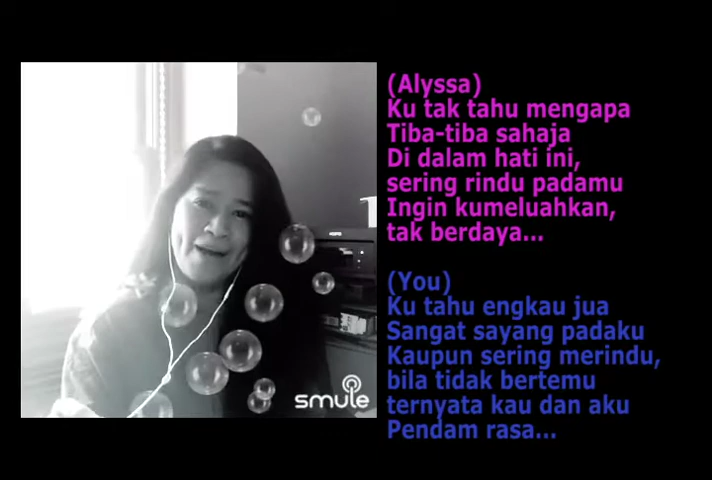 (Alyssa)
Ku tak tahu mengapa
Tiba-tiba sahaja
Di dalam hati ini,
sering rindu padamu
Ingin kumeluahkan,
tak berdaya...
(You)
Ku tahu engkau jua
Sangat sayang padaku
Kaupun sering merindu,
bila tidak bertemu
ternyata kau dan aku
Pendam rasa...
smule